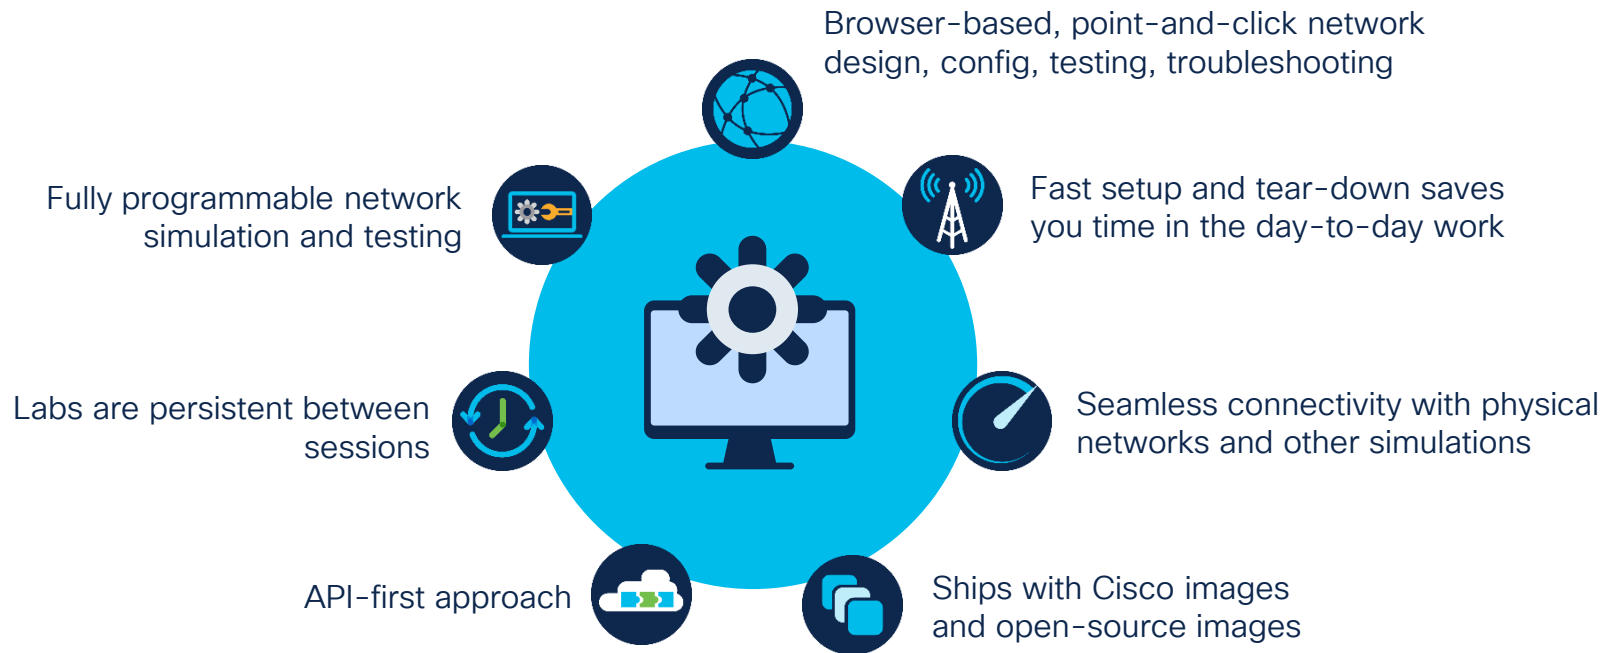 Browser-based, point-and-click network
design, config, testing, troubleshooting
Fully programmable network
simulation and testing
Fast setup and tear-down saves
you time in the day-to-day work
Labs are persistent between
sessions
Seamless connectivity with physical
networks and other simulations
API-first approach
Ships with Cisco images
and open-source images